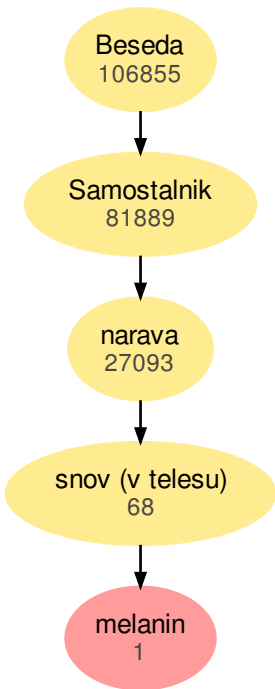 Beseda
106855
Samostalnik
81889
narava
27093
snov (v telesu)
68
melanin
1